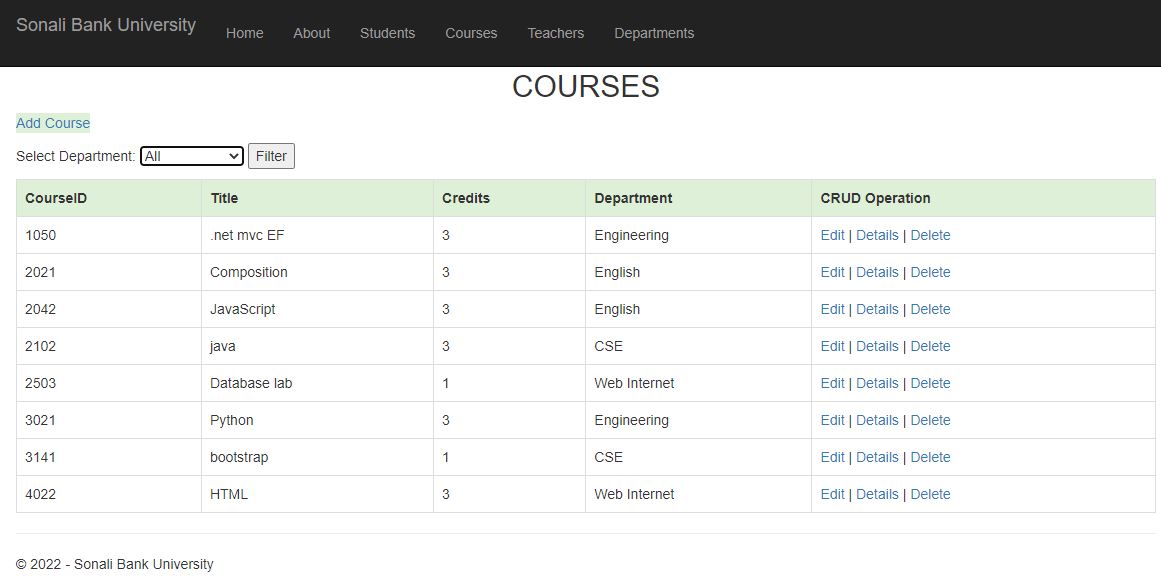 Sonali Bank University Home About Students Courses Teachers Departments
COURSES
Add Course
Select Department: All Filter
CourseID Title Credits Department CRUD Operation
1050 .net mvc EF 3 Engineering Edit | Details | Delete
2021 Composition 3 English Edit | Details | Delete
2042 JavaScript 3 English Edit | Details | Delete
2102 java 3 CSE Edit | Details | Delete
2503 Database lab 1 Web Internet Edit | Details | Delete
3021 Python 3 Engineering Edit | Details | Delete
3141 bootstrap 1 CSE Edit | Details | Delete
4022 HTML 3 Web Internet Edit | Details | Delete
© 2022 - Sonali Bank University